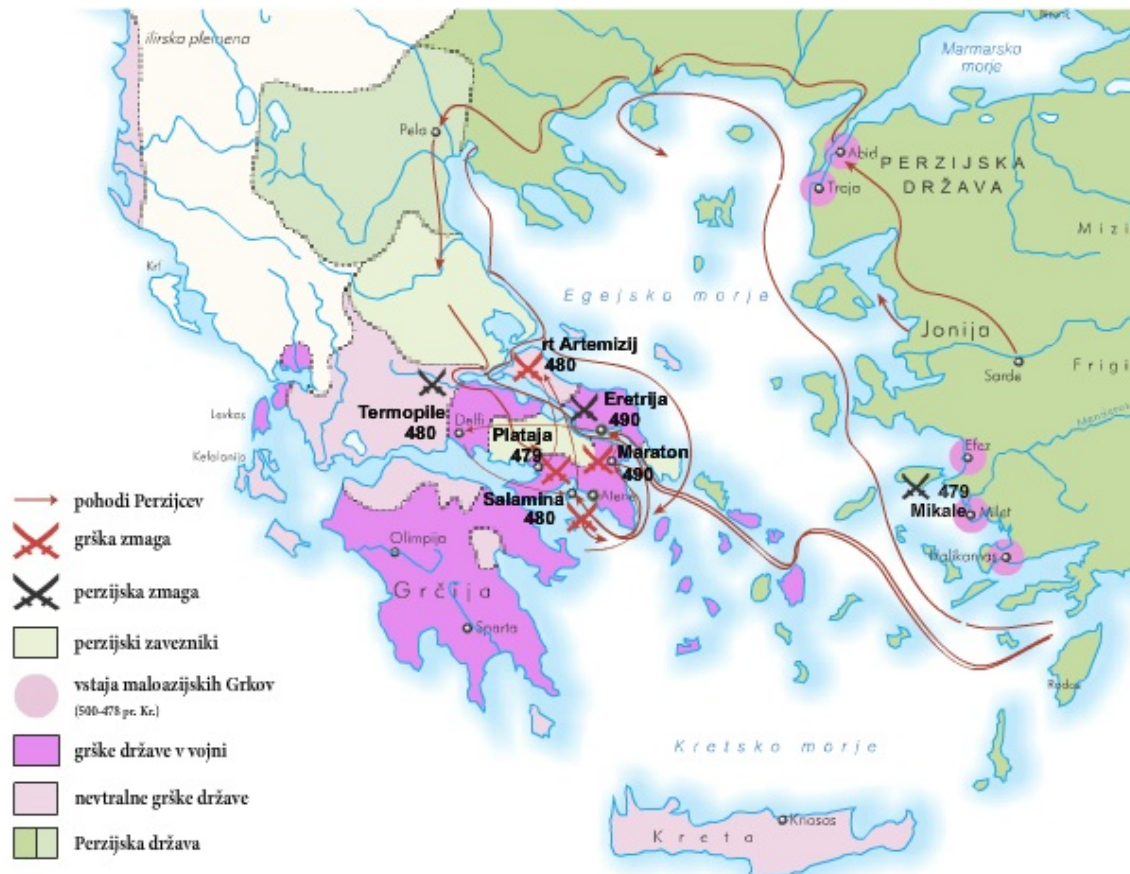 ilirska plemena
Marmarsko
morje
Pela
Abid
PERZIJSKA
DRŽAVA
Troja
Mizi
Krf
Egejsko morje
Jonija
rt Artemizij
480
Sarde
Frigi
Eretrija
490
Levkas
Termopile
480
Delfi
Plataja
479
Maraton
490
Efez
Kefalonija
479
Salamina
480
Atene
Mikale
Milet
pohodi Perzijcev
grška zmaga
Olimpija
Halikarnas
perzijska zmaga
Grčija
perzijski zavezniki
Sparta
vstaja maloazijskih Grkov
(500-478 pr. Kr.)
Rodos
grške države v vojni
Kretsko morje
nevtralne grške države
Knosos
Kreta
Perzijska država